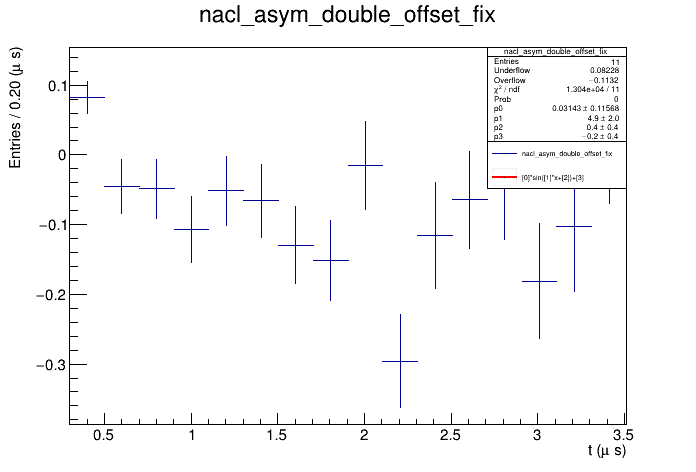 nacl_asym_double_offset_fix
Entries / 0.20 (μ s)
nacl_asym_double_offset_fix
Entries 11
Underflow 0.08228
Overflow −0.1132
χ² / ndf 1.304e+04 / 11
Prob 0
p0 0.03143 ± 0.11568
p1 4.9 ± 2.0
p2 0.4 ± 0.4
p3 −0.2 ± 0.4
nacl_asym_double_offset_fix
[0]*sin([1]*x+[2])+[3]
0.1
0
−0.1
−0.2
−0.3
0.5 1 1.5 2 2.5 3 3.5
t (μ s)